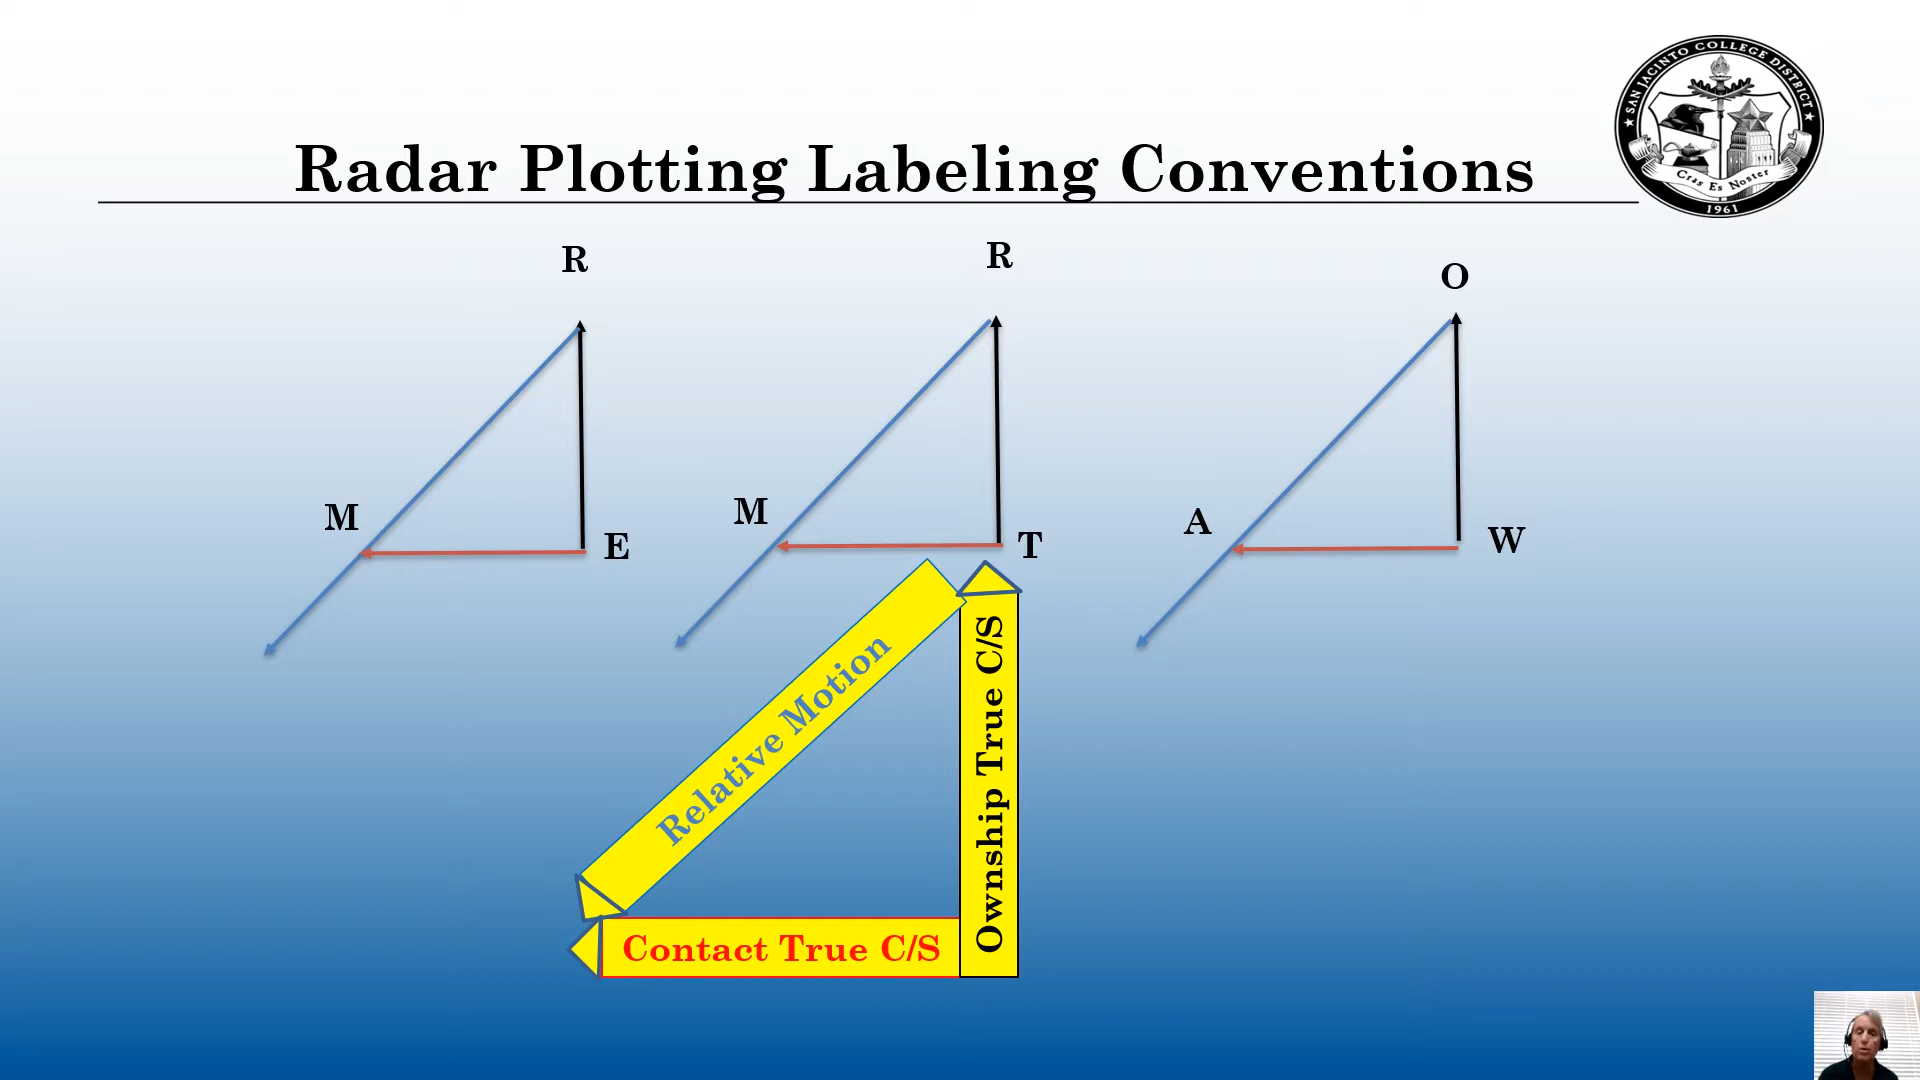 SAN JACINTO COLLEGE DISTRICT
Cras Es Noster
1961
Radar Plotting Labeling Conventions
R
R
O
M
E
M
T
A
W
Relative Motion
Ownship True C/S
Contact True C/S